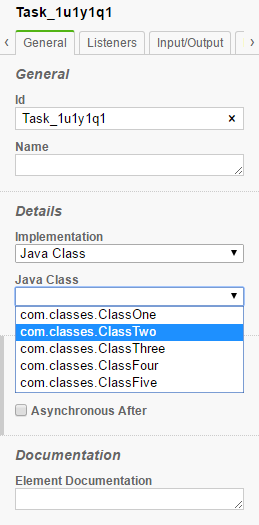 Task_1u1y1q1
General Listeners Input/Output
General
Id
Task_1u1y1q1
Name
Details
Implementation
Java Class
Java Class
com.classes.ClassOne
com.classes.ClassTwo
com.classes.ClassThree
com.classes.ClassFour
com.classes.ClassFive
Asynchronous After
Documentation
Element Documentation